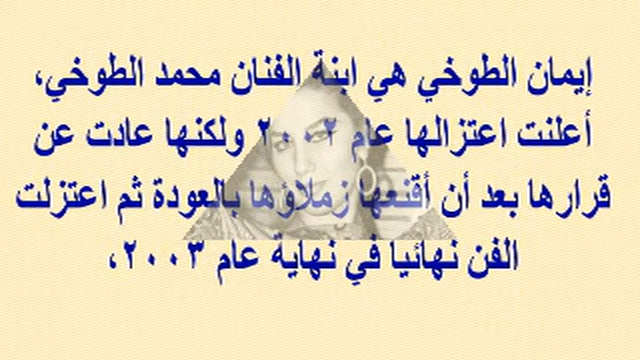 إيمان الطوخي هي ابنة الفنان محمد الطوخي،
أعلنت اعتزالها عام ٢٠٠٢ ولكنها عادت عن
قرارها بعد أن أقنعها زملاؤها بالعودة ثم اعتزلت
الفن نهائيا في نهاية عام ٢٠٠٣،